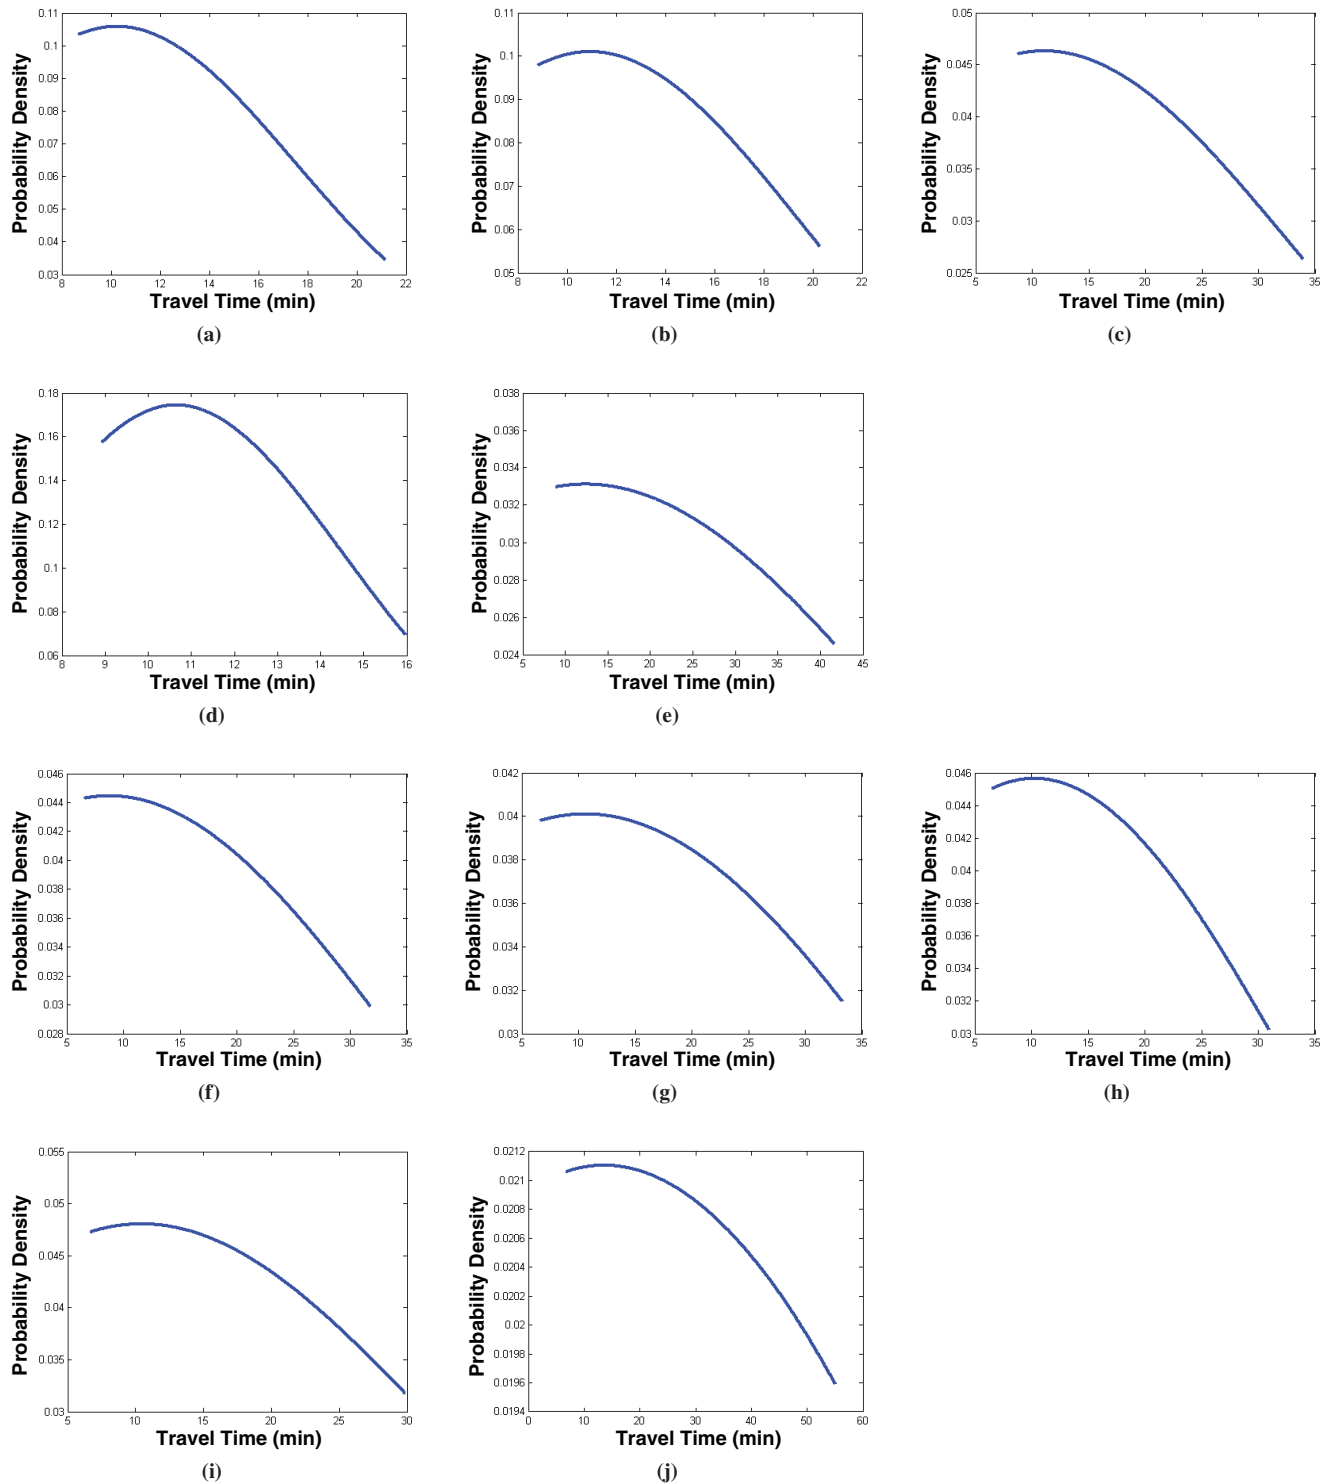 0.11
0.1
0.09
0.08
0.07
0.06
0.05
0.04
0.03
8 10 12 14 16 18 20 22
Probability Density
Travel Time (min)
(a)
0.11
0.1
0.09
0.08
0.07
0.06
0.05
8 10 12 14 16 18 20 22
Probability Density
Travel Time (min)
(b)
0.05
0.045
0.04
0.035
0.03
0.025
5 10 15 20 25 30 35
Probability Density
Travel Time (min)
(c)
0.18
0.16
0.14
0.12
0.1
0.08
0.06
8 9 10 11 12 13 14 15 16
Probability Density
Travel Time (min)
(d)
0.038
0.036
0.034
0.032
0.03
0.028
0.026
0.024
5 10 15 20 25 30 35 40 45
Probability Density
Travel Time (min)
(e)
0.046
0.044
0.042
0.04
0.038
0.036
0.034
0.032
0.03
0.028
5 10 15 20 25 30 35
Probability Density
Travel Time (min)
(f)
0.042
0.04
0.038
0.036
0.034
0.032
0.03
5 10 15 20 25 30 35
Probability Density
Travel Time (min)
(g)
0.046
0.044
0.042
0.04
0.038
0.036
0.034
0.032
0.03
5 10 15 20 25 30 35
Probability Density
Travel Time (min)
(h)
0.055
0.05
0.045
0.04
0.035
0.03
5 10 15 20 25 30
Probability Density
Travel Time (min)
(i)
0.0212
0.021
0.0208
0.0206
0.0204
0.0202
0.02
0.0198
0.0196
0.0194
0 10 20 30 40 50 60
Probability Density
Travel Time (min)
(j)